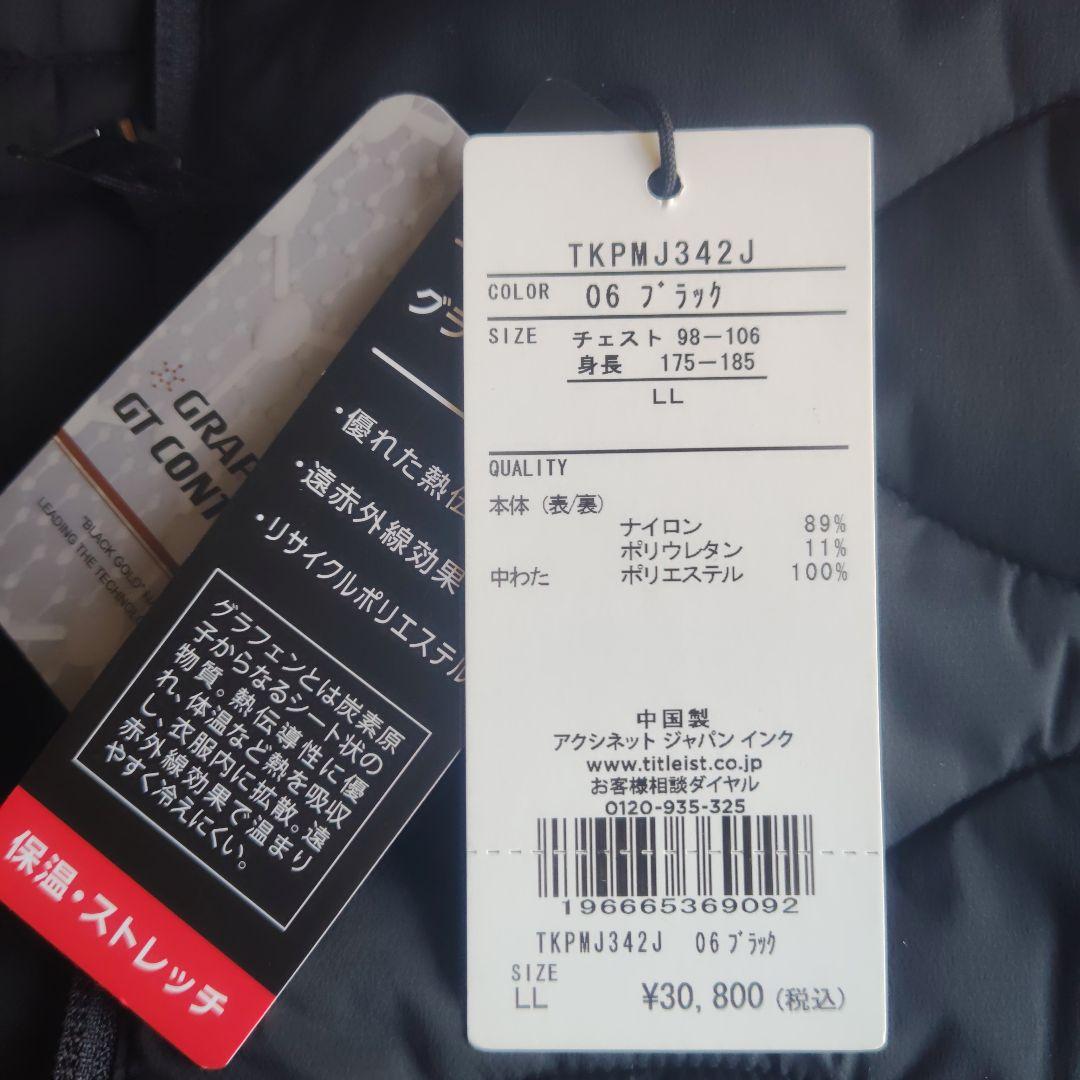 TKPMJ342J
COLOR 06 ﾌﾞﾗｯｸ
SIZE チェスト 98－106
身長 175－185
LL
QUALITY
本体（表/裏）
ナイロン 89%
ポリウレタン 11%
中わた ポリエステル 100%
中国製
アクシネット ジャパン インク
www.titleist.co.jp
お客様相談ダイヤル
0120-935-325
196665369092
TKPMJ342J 06 ﾌﾞﾗｯｸ
SIZE
LL ¥30,800（税込）
グラ
・優れた熱伝
・遠赤外線効果
・リサイクルポリエステル
グラフェンとは炭素原
子からなるシート状の
物質。熱伝導性に優
れ、体温など熱を吸収
し、衣服内に拡散。遠
赤外線効果で温まり
やすく冷えにくい。
保温・ストレッチ
GRAP
GT CONT
"BLACK GOLD"
LEADING THE TECHNOLO